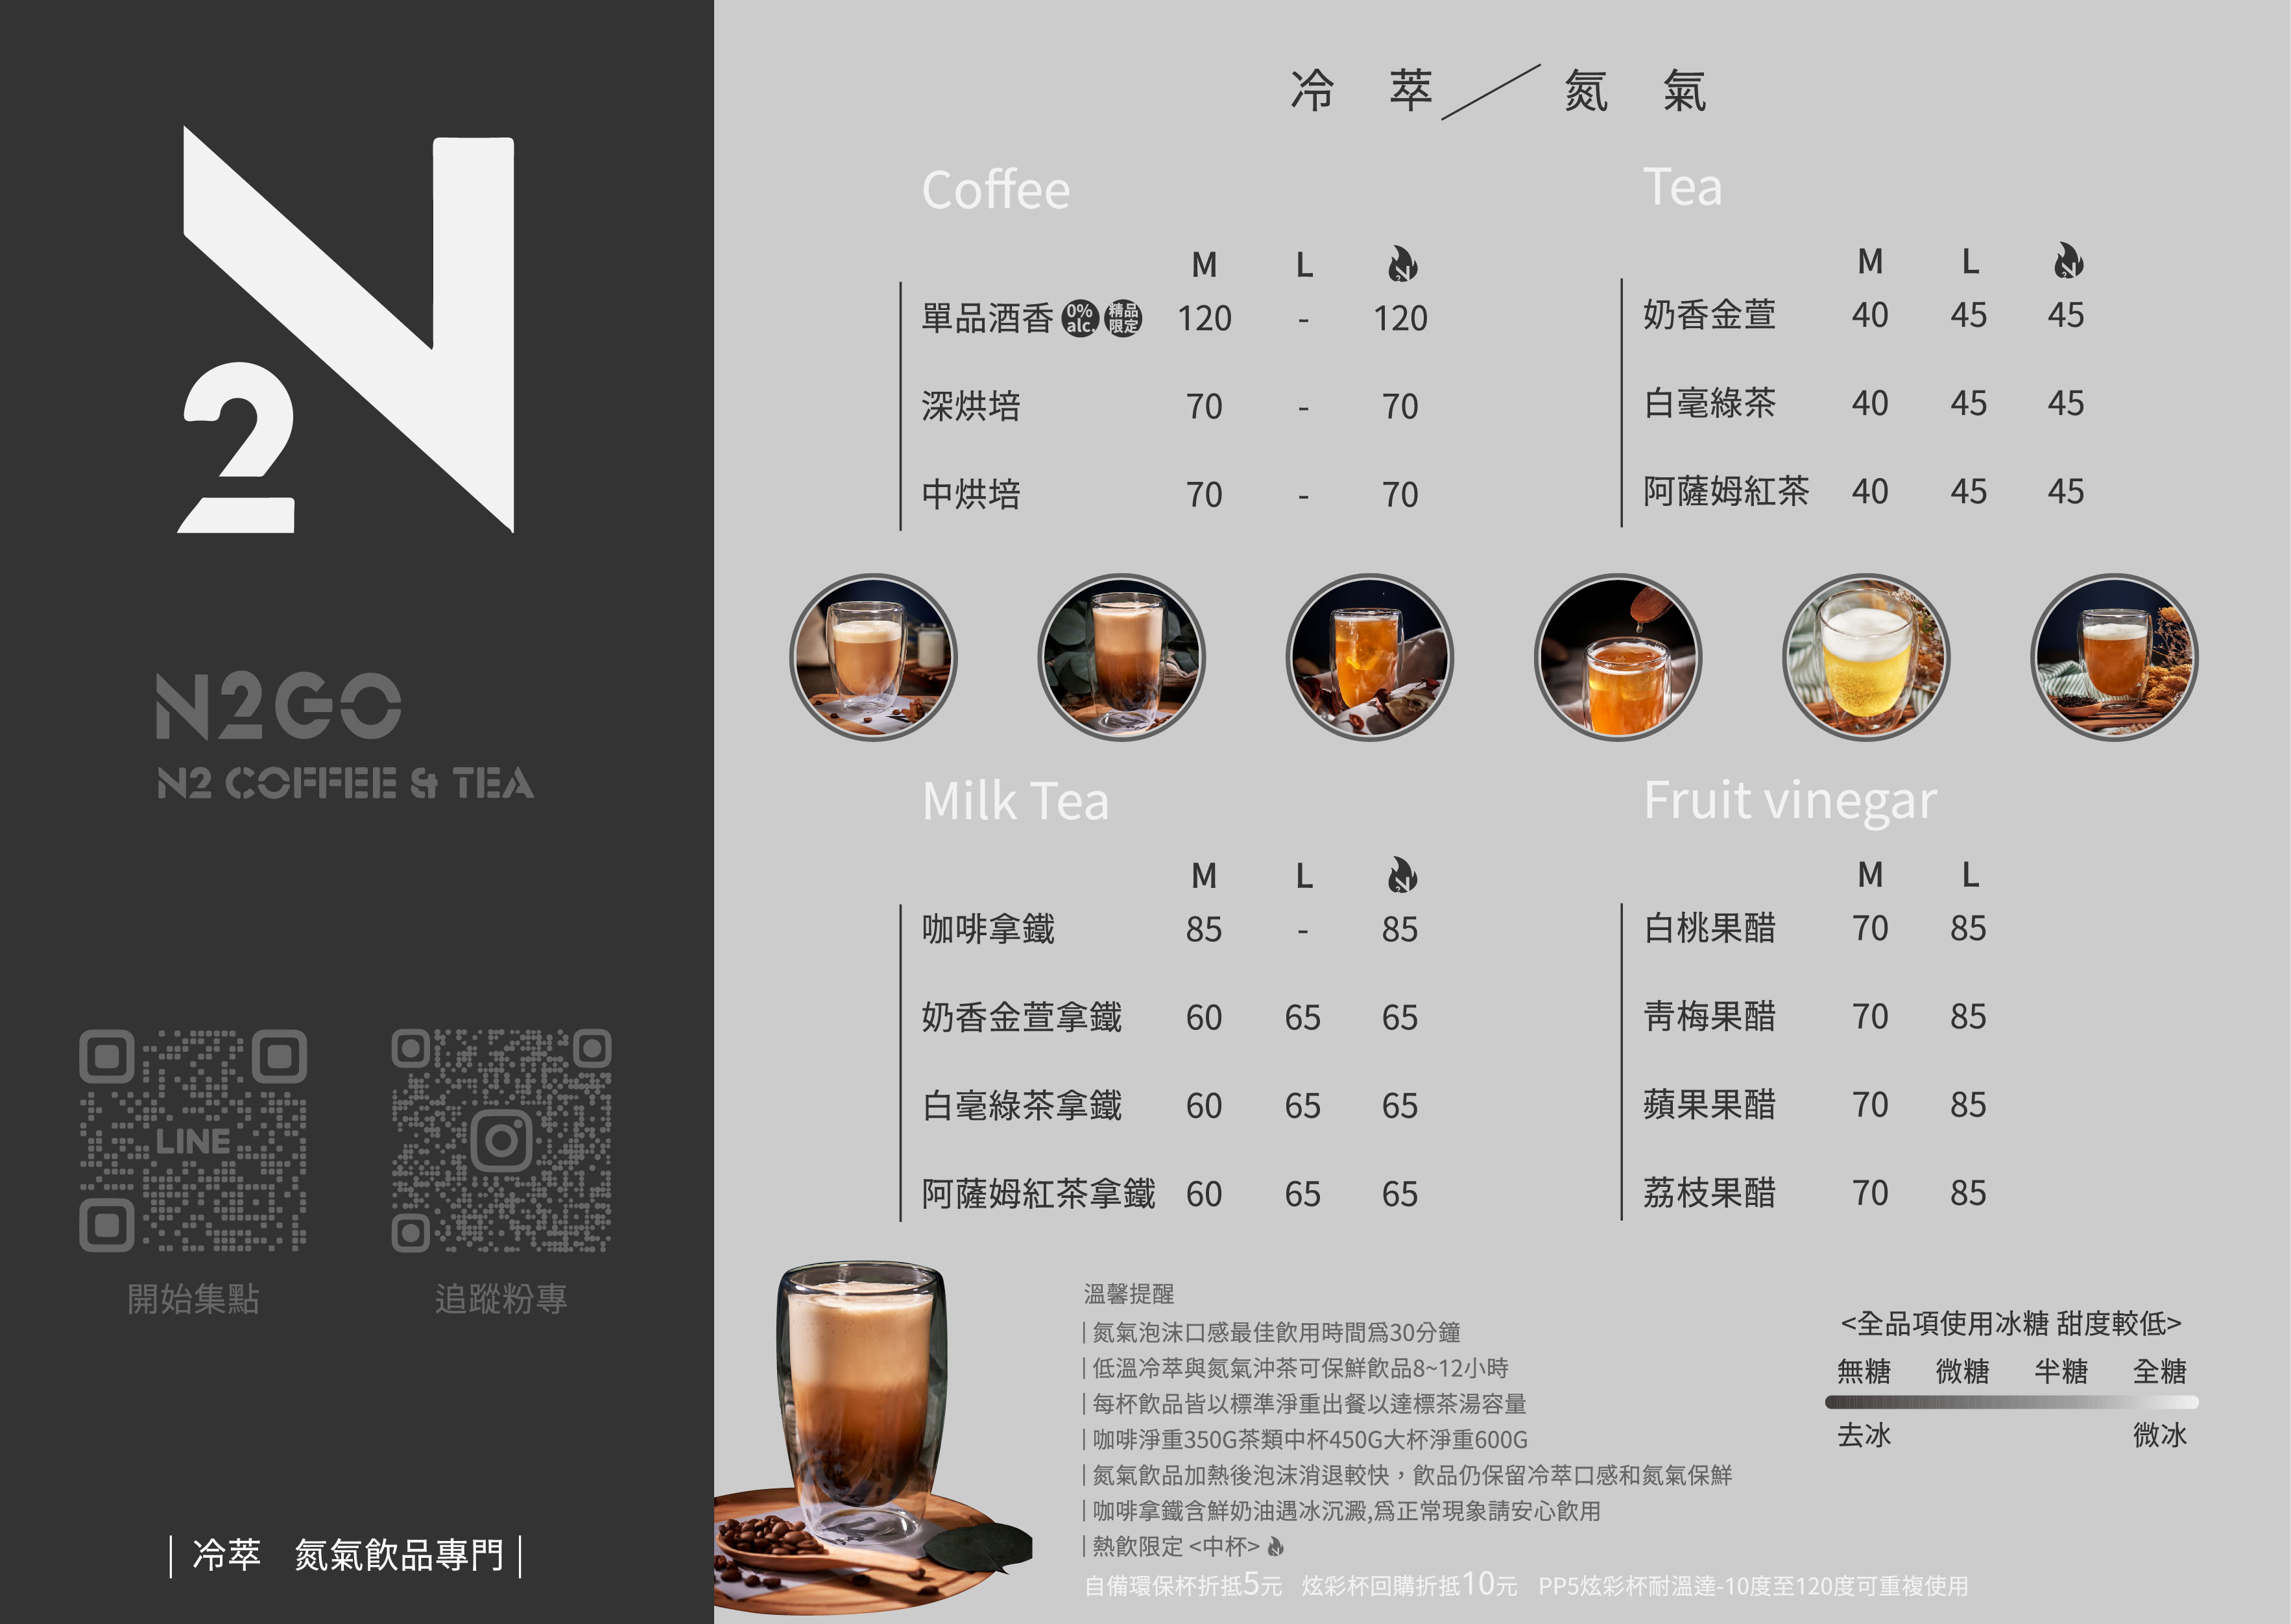 N2
N2GO
N2 COFFEE & TEA
LINE
開始集點
追蹤粉專
冷萃 氮氣飲品專門
冷 萃／氮 氣
Coffee
M L
單品酒香 0% alc. 精品限定 120 - 120
深烘培 70 - 70
中烘培 70 - 70
Tea
M L
奶香金萱 40 45 45
白毫綠茶 40 45 45
阿薩姆紅茶 40 45 45
Milk Tea
M L
咖啡拿鐵 85 - 85
奶香金萱拿鐵 60 65 65
白毫綠茶拿鐵 60 65 65
阿薩姆紅茶拿鐵 60 65 65
Fruit vinegar
M L
白桃果醋 70 85
青梅果醋 70 85
蘋果果醋 70 85
荔枝果醋 70 85
溫馨提醒
| 氮氣泡沫口感最佳飲用時間為30分鐘
| 低溫冷萃與氮氣沖茶可保鮮飲品8~12小時
| 每杯飲品皆以標準淨重出餐以達標茶湯容量
| 咖啡淨重350G茶類中杯450G大杯淨重600G
| 氮氣飲品加熱後泡沫消退較快，飲品仍保留冷萃口感和氮氣保鮮
| 咖啡拿鐵含鮮奶油遇冰沉澱,為正常現象請安心飲用
| 熱飲限定 <中杯>
自備環保杯折抵5元 炫彩杯回購折抵10元 PP5炫彩杯耐溫達-10度至120度可重複使用
<全品項使用冰糖 甜度較低>
無糖 微糖 半糖 全糖
去冰 微冰